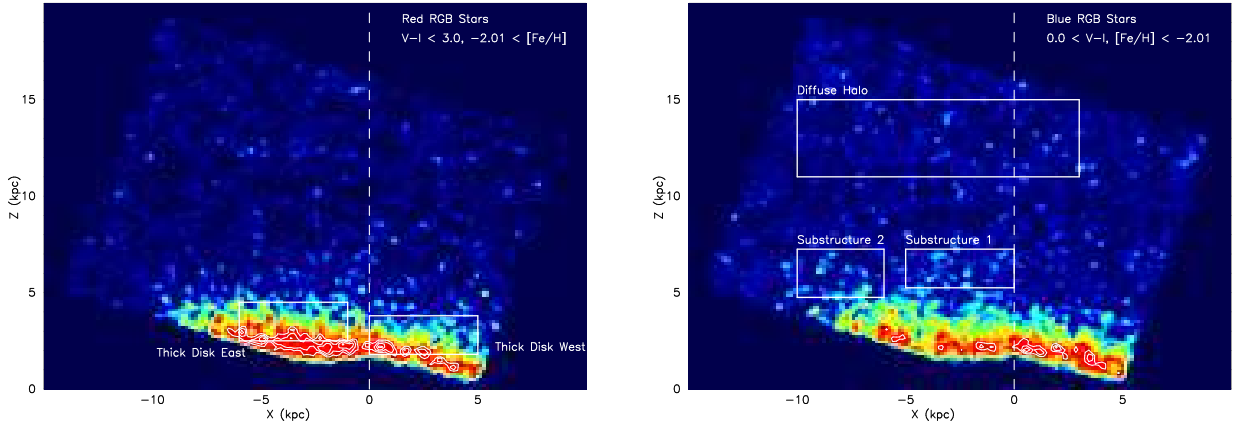 Red RGB Stars
V-I < 3.0, -2.01 < [Fe/H]
15
10
5
0
Z (kpc)
Thick Disk East
Thick Disk West
-10
-5
0
5
X (kpc)
Blue RGB Stars
0.0 < V-I, [Fe/H] < -2.01
Diffuse Halo
Substructure 2
Substructure 1
15
10
5
0
Z (kpc)
-10
-5
0
5
X (kpc)